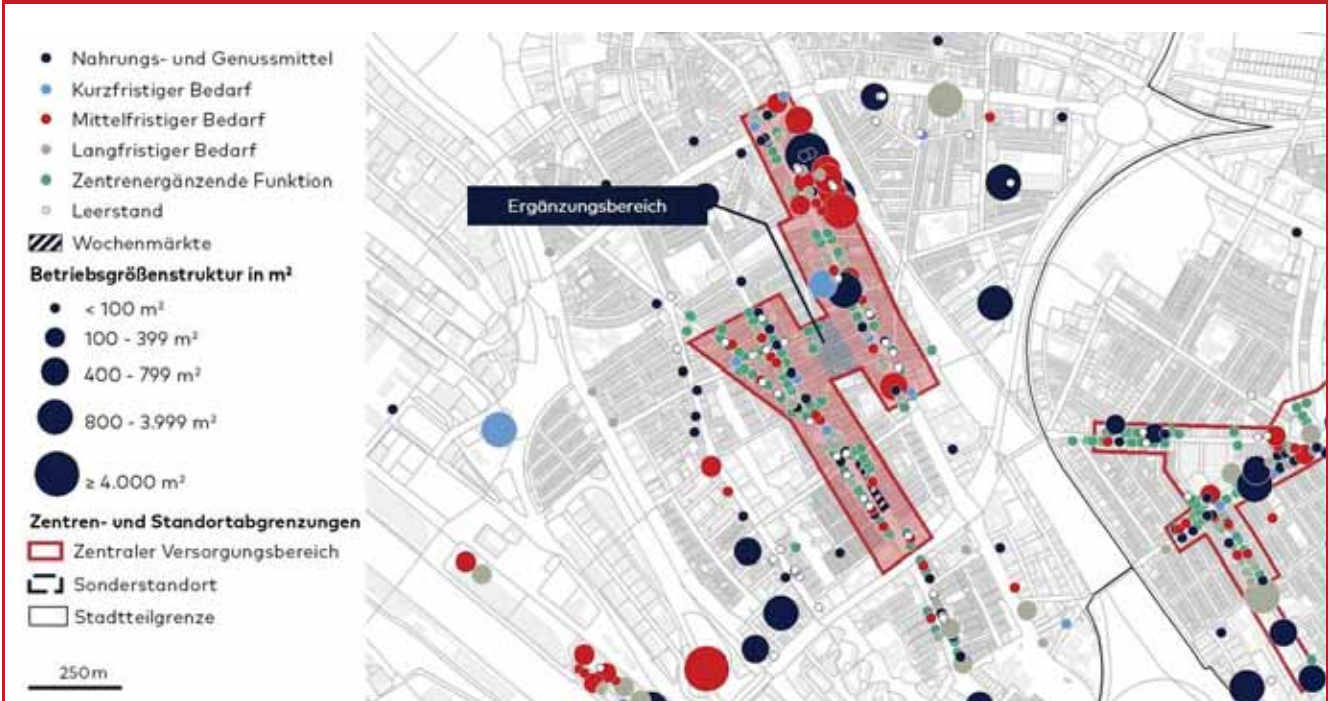 Nahrungs- und Genussmittel
Kurzfristiger Bedarf
Mittelfristiger Bedarf
Langfristiger Bedarf
Zentrenergänzende Funktion
Leerstand
Wochenmärkte
Betriebsgrößenstruktur in m²
< 100 m²
100 - 399 m²
400 - 799 m²
800 - 3.999 m²
≥ 4.000 m²
Zentren- und Standortabgrenzungen
Zentraler Versorgungsbereich
Sonderstandort
Stadtteilgrenze
250m
Ergänzungsbereich